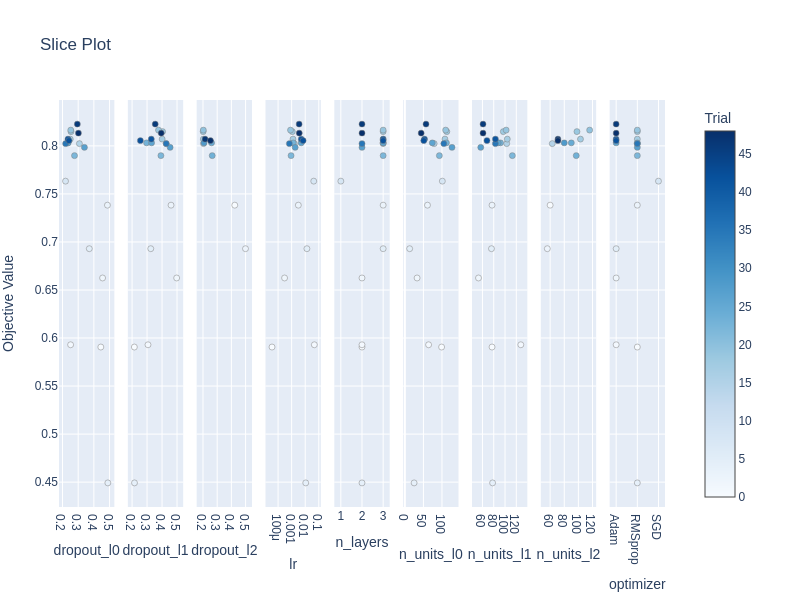 Slice Plot
Trial
Objective Value
0.8
0.75
0.7
0.65
0.6
0.55
0.5
0.45
0.2 0.3 0.4 0.5
dropout_l0
0.2 0.3 0.4 0.5
dropout_l1
0.2 0.3 0.4 0.5
dropout_l2
100μ 0.001 0.01 0.1
lr
1 2 3
n_layers
0 50 100
n_units_l0
60 80 100 120
n_units_l1
60 80 100 120
n_units_l2
Adam RMSprop SGD
optimizer
45
40
35
30
25
20
15
10
5
0